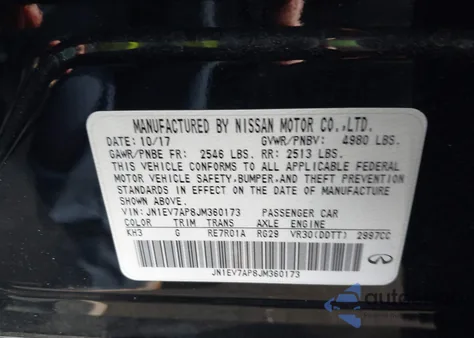 MANUFACTURED BY NISSAN MOTOR CO.,LTD.
DATE: 10/17 GVWR/PNBV: 4980 LBS.
GAWR/PNBE FR: 2546 LBS. RR: 2513 LBS.
THIS VEHICLE CONFORMS TO ALL APPLICABLE FEDERAL
MOTOR VEHICLE SAFETY, BUMPER, AND THEFT PREVENTION
STANDARDS IN EFFECT ON THE DATE OF MANUFACTURE
SHOWN ABOVE.
VIN: JN1EV7AP8JM360173 PASSENGER CAR
COLOR TRIM TRANS AXLE ENGINE
KH3 G RE7R01A RG29 VR30(DDTT) 2997CC
JN1EV7AP8JM360173